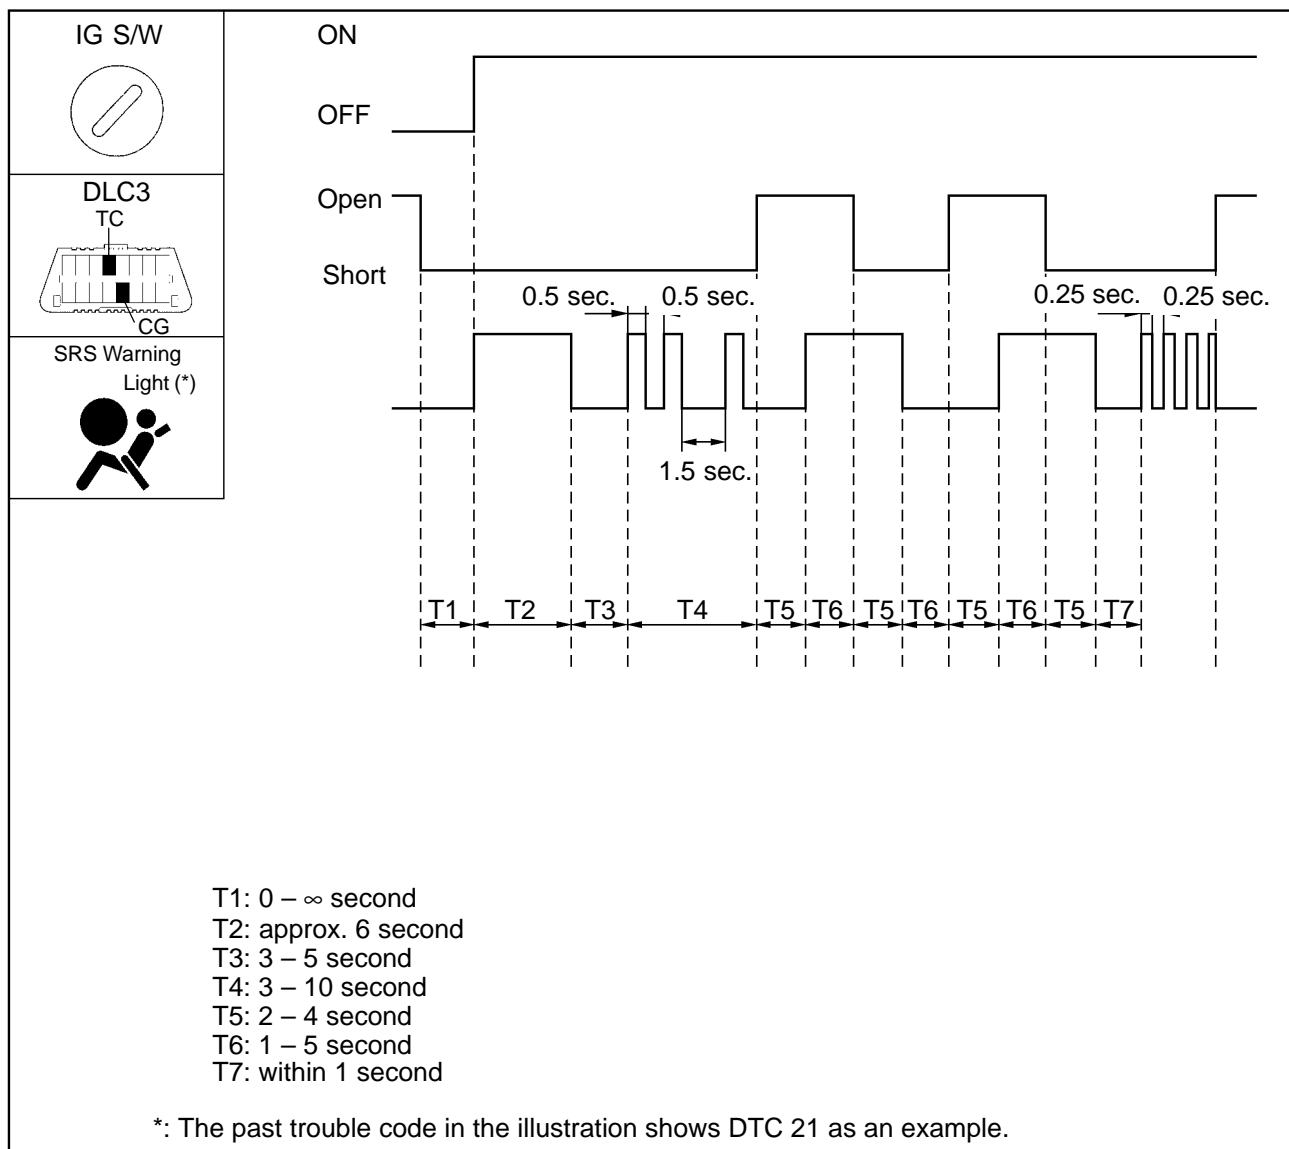 IG S/W
ON
OFF
DLC3
TC
CG
Open
Short
SRS Warning
Light (*)
0.5 sec. 0.5 sec.
0.25 sec. 0.25 sec.
1.5 sec.
T1 T2 T3 T4 T5 T6 T5 T6 T5 T6 T5 T7
T1: 0 – ∞ second
T2: approx. 6 second
T3: 3 – 5 second
T4: 3 – 10 second
T5: 2 – 4 second
T6: 1 – 5 second
T7: within 1 second
*: The past trouble code in the illustration shows DTC 21 as an example.